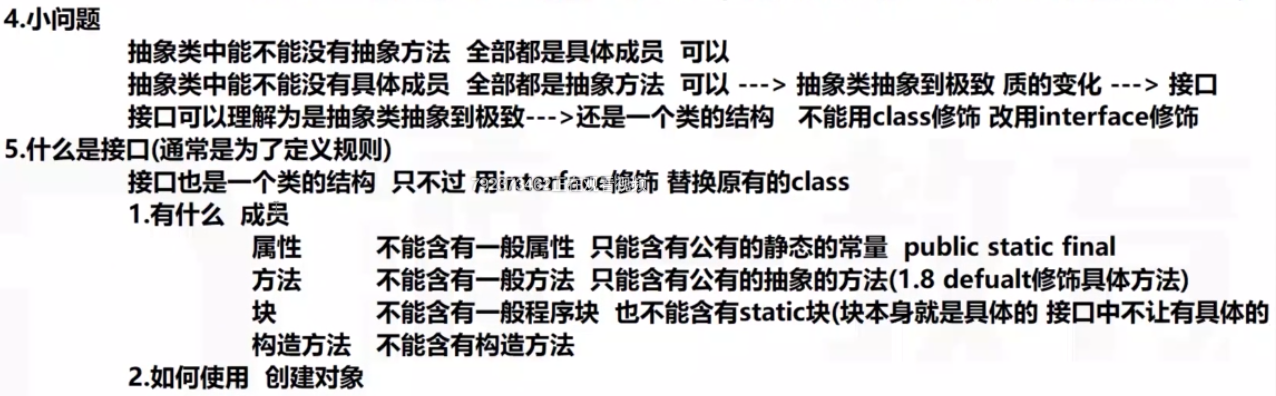 4.小问题
抽象类中能不能没有抽象方法 全部都是具体成员 可以
抽象类中能不能没有具体成员 全部都是抽象方法 可以 ---> 抽象类抽象到极致 质的变化 ---> 接口
接口可以理解为是抽象类抽象到极致--->还是一个类的结构 不能用class修饰 改用interface修饰
5.什么是接口(通常是为了定义规则)
接口也是一个类的结构 只不过 用interface修饰 替换原有的class
1.有什么 成员
属性 不能含有一般属性 只能含有公有的静态的常量 public static final
方法 不能含有一般方法 只能含有公有的抽象的方法(1.8 defualt修饰具体方法)
块 不能含有一般程序块 也不能含有static块(块本身就是具体的 接口中不让有具体的
构造方法 不能含有构造方法
2.如何使用 创建对象